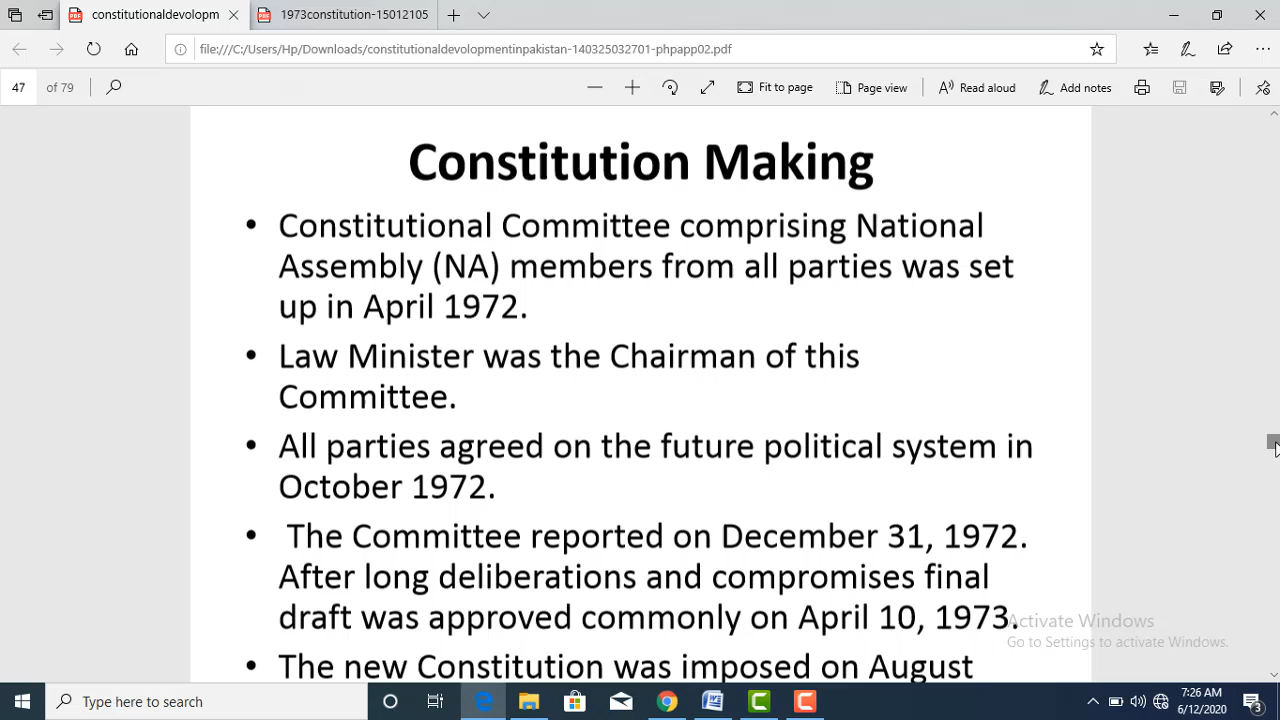 constitutionaldevelopm
1973constitution-15012105
file:///C:/Users/Hp/Downloads/constitutionaldevolopmentinpakistan-140325032701-phpapp02.pdf
47 of 79
Fit to page
Page view
Read aloud
Add notes
Constitution Making
• Constitutional Committee comprising National
Assembly (NA) members from all parties was set
up in April 1972.
• Law Minister was the Chairman of this
Committee.
• All parties agreed on the future political system in
October 1972.
• The Committee reported on December 31, 1972.
After long deliberations and compromises final
draft was approved commonly on April 10, 1973.
• The new Constitution was imposed on August
Activate Windows
Go to Settings to activate Windows.
Type here to search
7:26 AM
6/12/2020
3